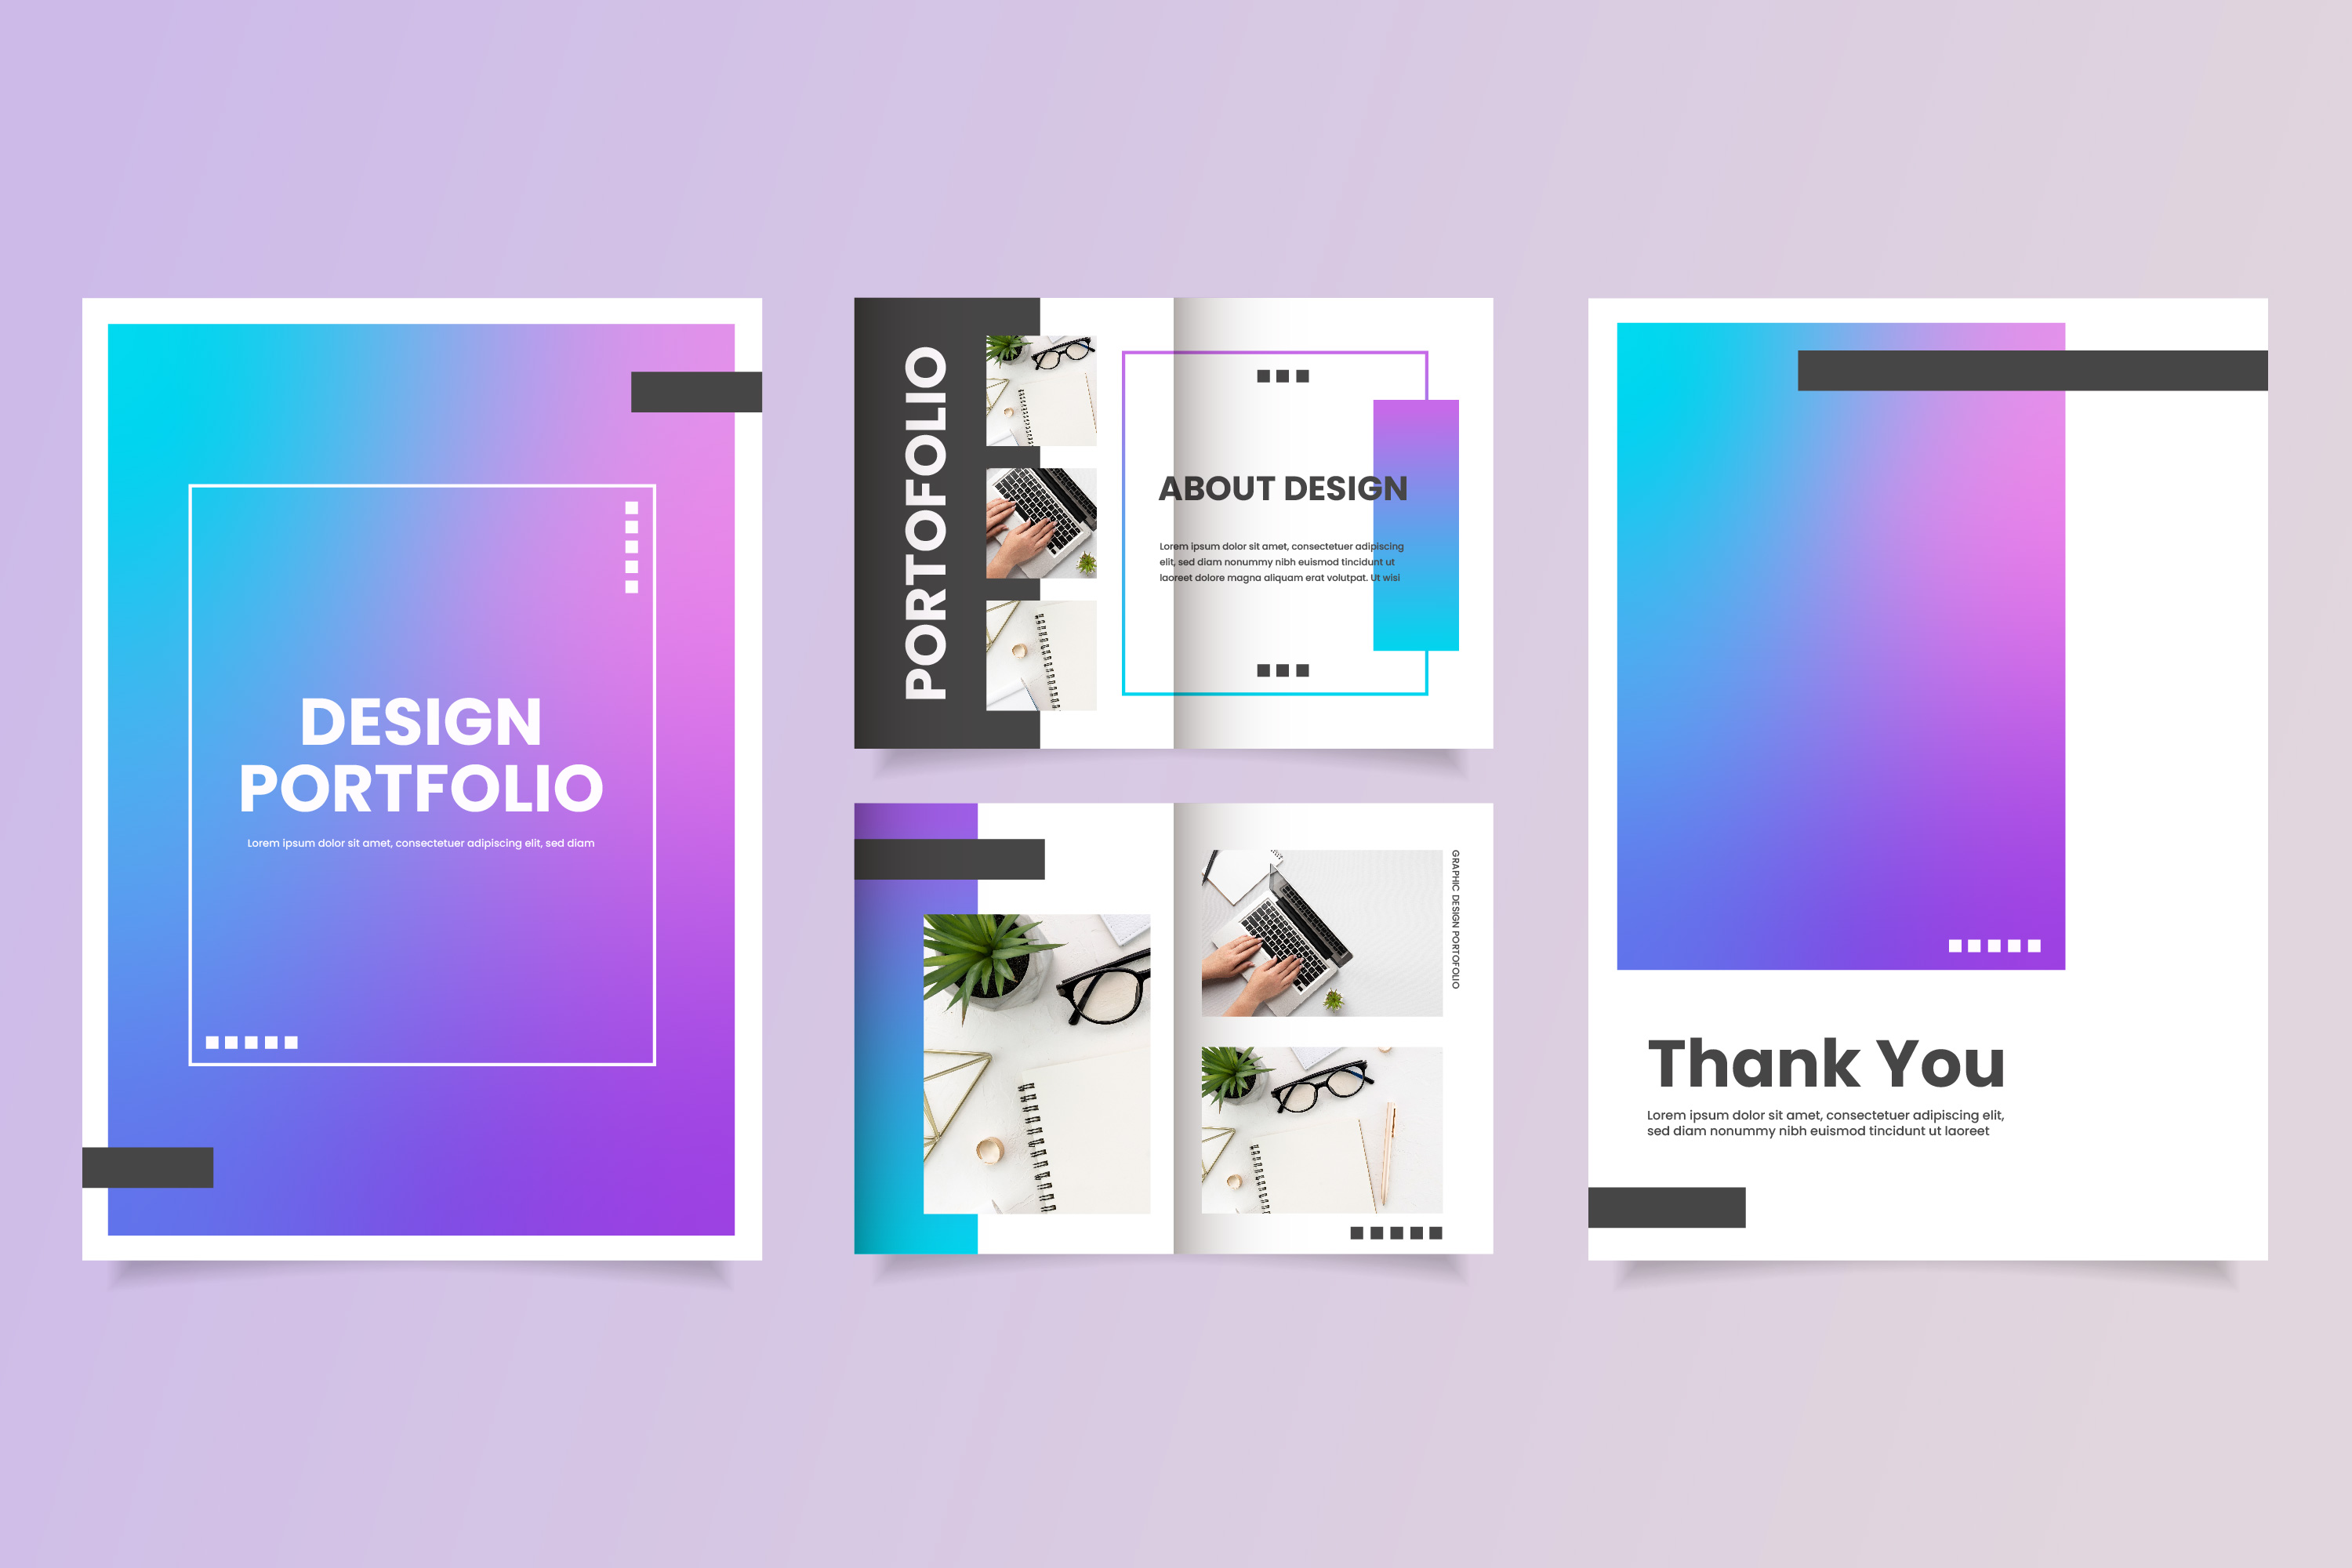 DESIGN
PORTFOLIO
Lorem ipsum dolor sit amet, consectetuer adipiscing elit, sed diam
PORTOFOLIO
ABOUT DESIGN
Lorem ipsum dolor sit amet, consectetuer adipiscing
elit, sed diam nonummy nibh euismod tincidunt ut
laoreet dolore magna aliquam erat volutpat. Ut wisi
GRAPHIC DESIGN PORTOFOLIO
Thank You
Lorem ipsum dolor sit amet, consectetuer adipiscing elit,
sed diam nonummy nibh euismod tincidunt ut laoreet